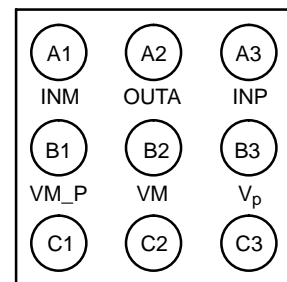 A1 A2 A3
INM OUTA INP
B1 B2 B3
VM_P VM Vp
C1 C2 C3